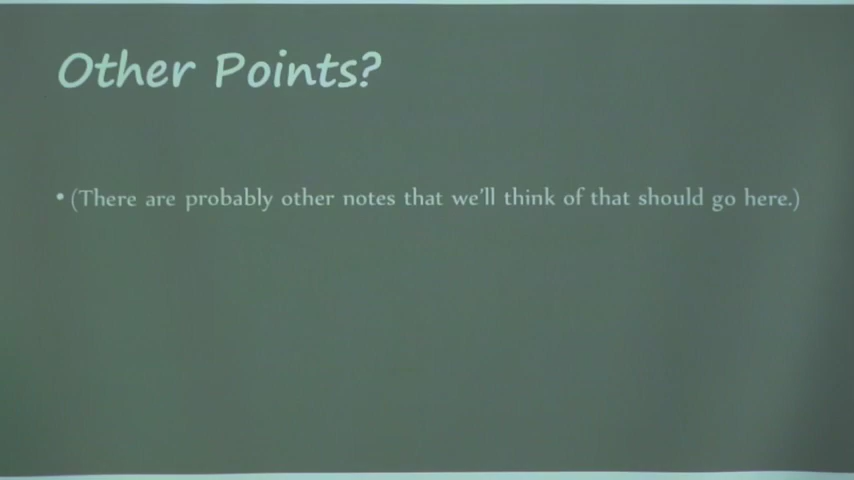 Other Points?
• (There are probably other notes that we'll think of that should go here.)